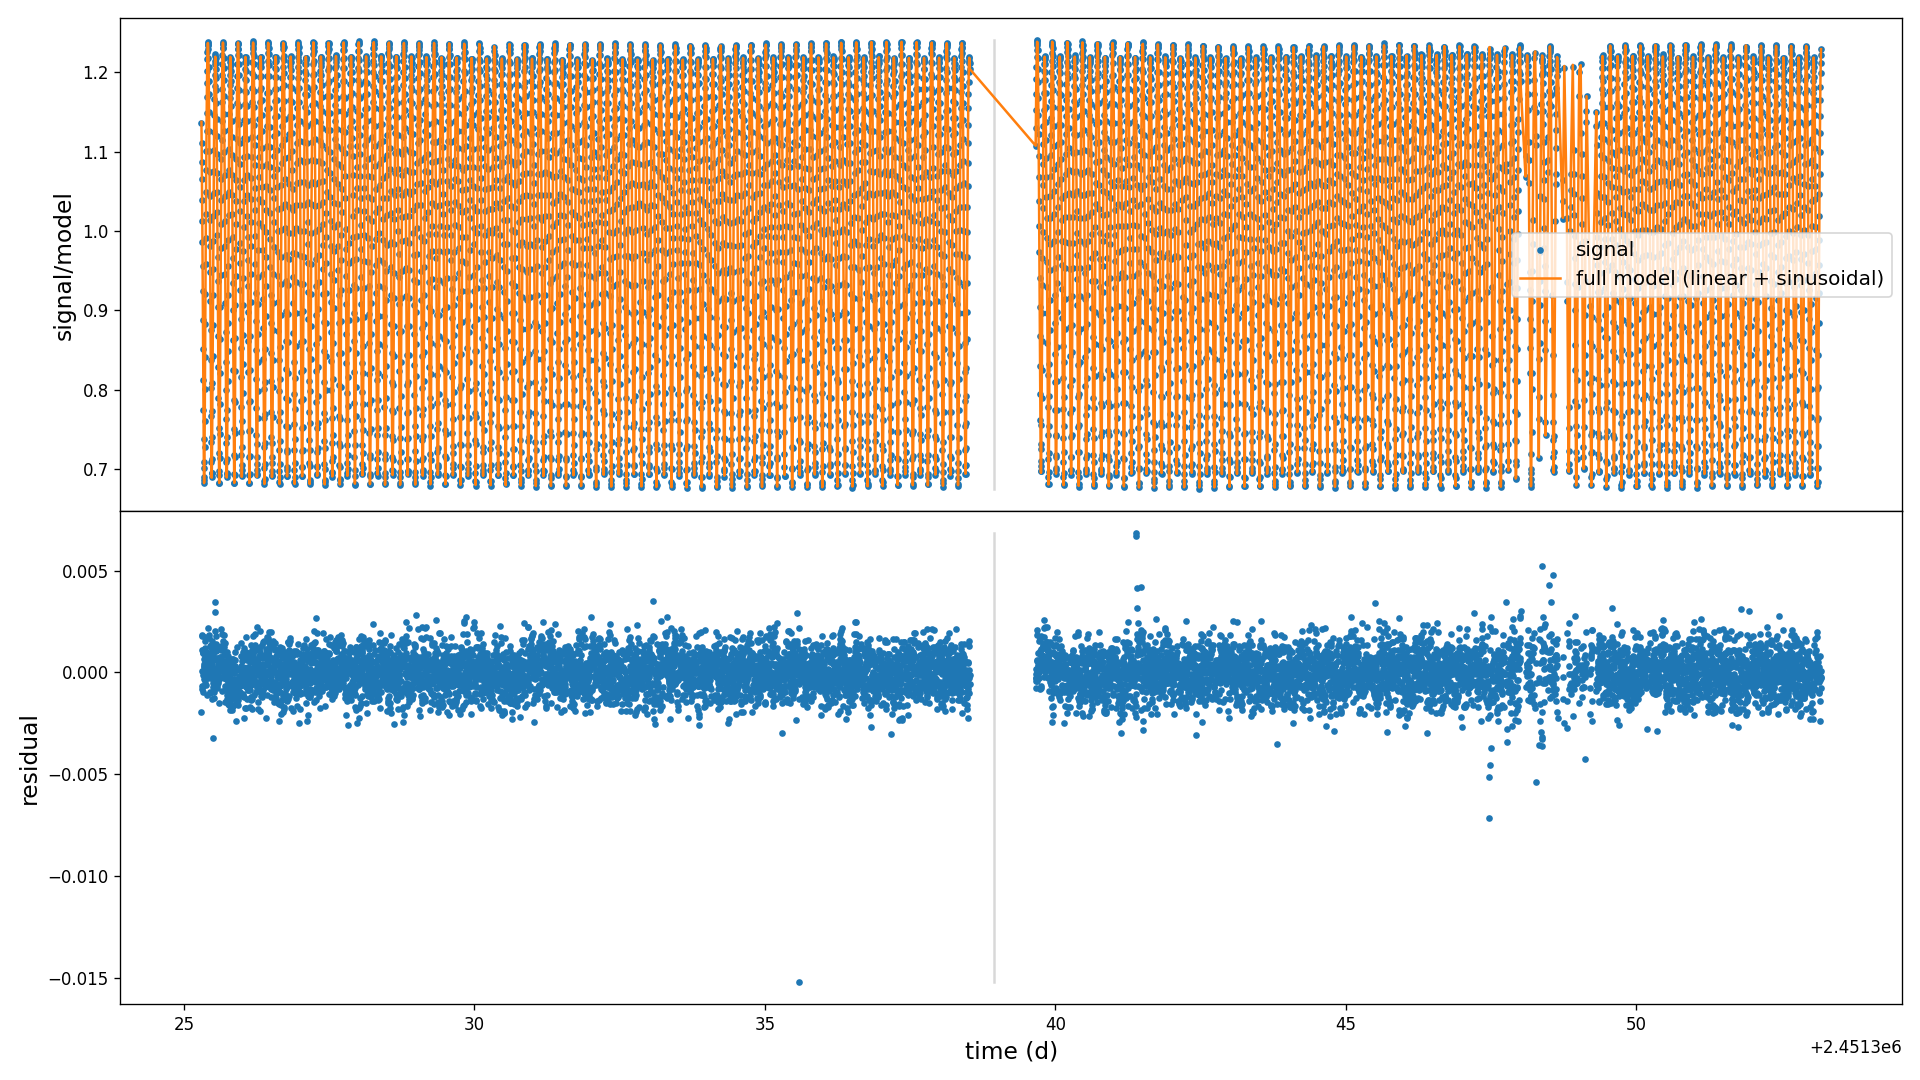 1.2
1.1
1.0
0.9
0.8
0.7
signal/model
signal
full model (linear + sinusoidal)
0.005
0.000
−0.005
−0.010
−0.015
residual
25 30 35 40 45 50
time (d)
+2.4513e6